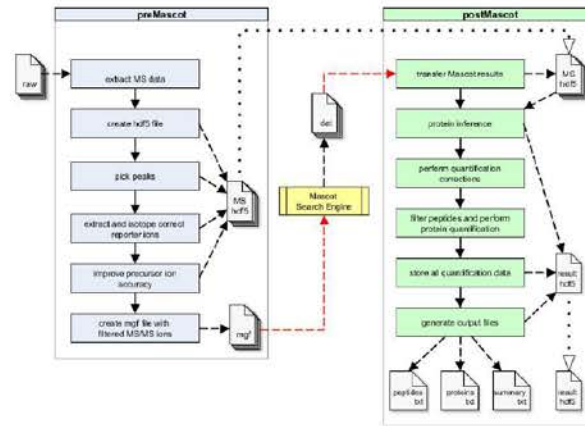 preMascot
raw
extract MS data
create hdf5 file
pick peaks
MS
hdf5
extract and isotope correct
reporter ions
improve precursor ion
accuracy
create mgf file with
filtered MS/MS ions
mgf
dat
Mascot
Search Engine
postMascot
transfer Mascot results
MS
hdf5
protein inference
perform quantification
corrections
filter peptides and perform
protein quantification
store all quantification data
result
hdf5
generate output files
peptides
txt
proteins
txt
summary
txt
result
hdf5